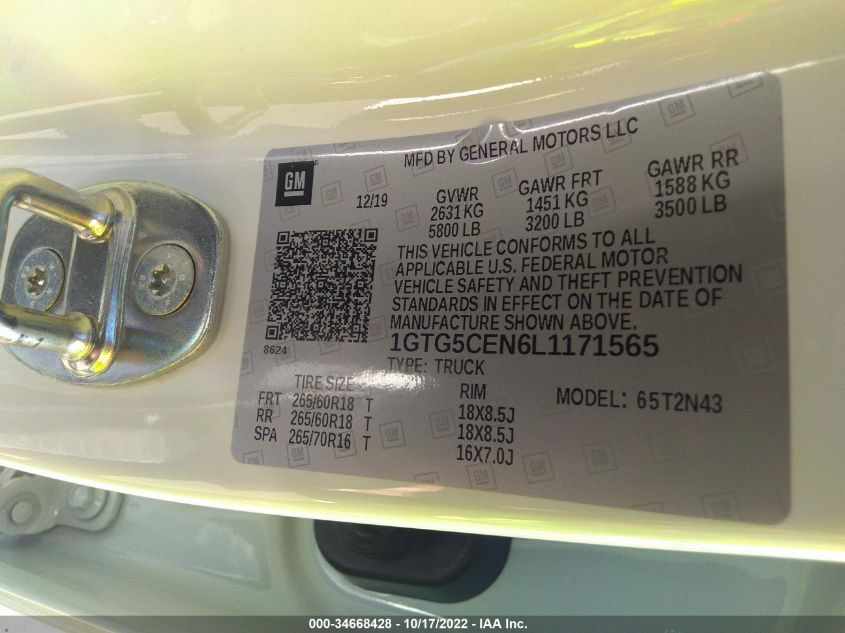 MFD BY GENERAL MOTORS LLC
GM
12/19
GVWR
2631 KG
5800 LB
GAWR FRT
1451 KG
3200 LB
GAWR RR
1588 KG
3500 LB
THIS VEHICLE CONFORMS TO ALL
APPLICABLE U.S. FEDERAL MOTOR
VEHICLE SAFETY AND THEFT PREVENTION
STANDARDS IN EFFECT ON THE DATE OF
MANUFACTURE SHOWN ABOVE.
8624
1GTG5CEN6L1171565
TYPE: TRUCK
TIRE SIZE RIM
FRT 265/60R18 T 18X8.5J
RR 265/60R18 T 18X8.5J
SPA 265/70R16 T 16X7.0J
MODEL: 65T2N43
000-34668428 - 10/17/2022 - IAA Inc.